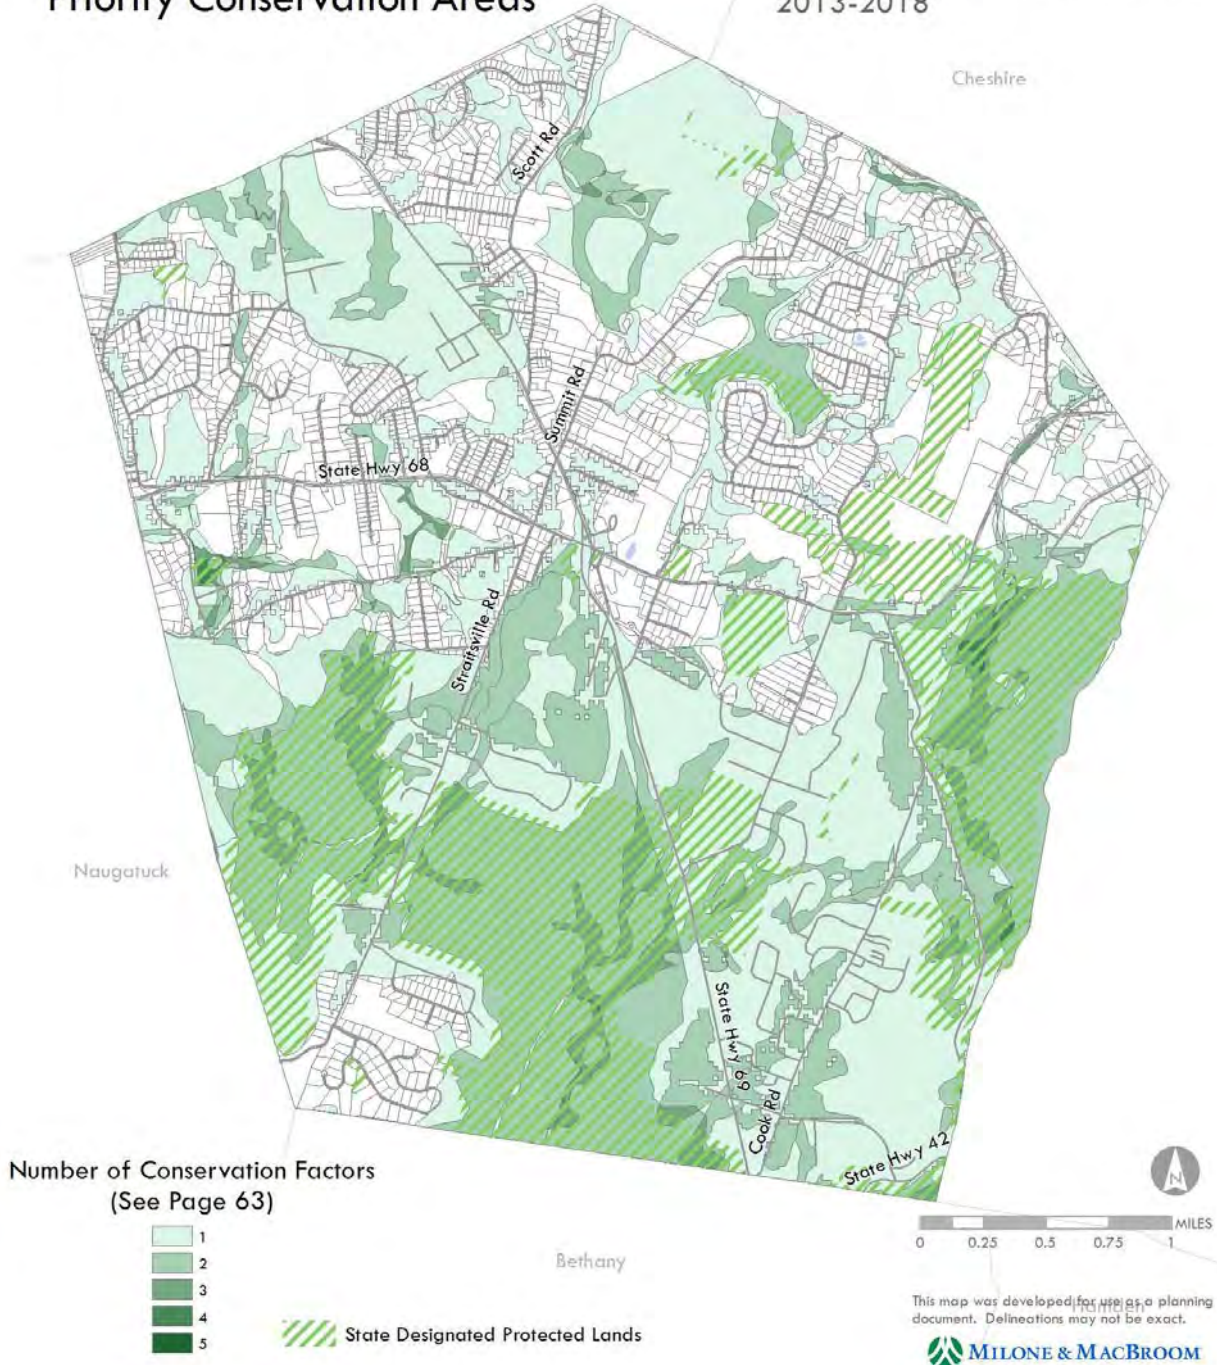 Priority Conservation Areas
2013-2018
Cheshire
Scott Rd
Summit Rd
State Hwy 68
Straitsville Rd
Naugatuck
State Hwy 69
Cook Rd
State Hwy 42
Number of Conservation Factors
(See Page 63)
1
2
3
4
5
State Designated Protected Lands
Bethany
N
MILES
0 0.25 0.5 0.75 1
Hamden
This map was developed for use as a planning
document. Delineations may not be exact.
MILONE & MACBROOM